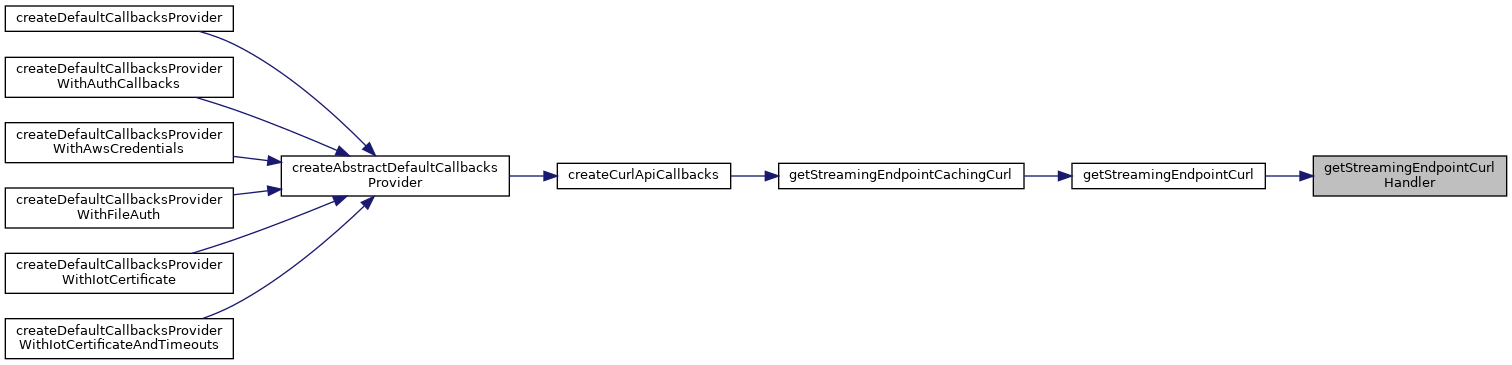 createDefaultCallbacksProvider
createDefaultCallbacksProvider
WithAuthCallbacks
createDefaultCallbacksProvider
WithAwsCredentials
createDefaultCallbacksProvider
WithFileAuth
createDefaultCallbacksProvider
WithIotCertificate
createDefaultCallbacksProvider
WithIotCertificateAndTimeouts
createAbstractDefaultCallbacks
Provider
createCurlApiCallbacks
getStreamingEndpointCachingCurl
getStreamingEndpointCurl
getStreamingEndpointCurl
Handler